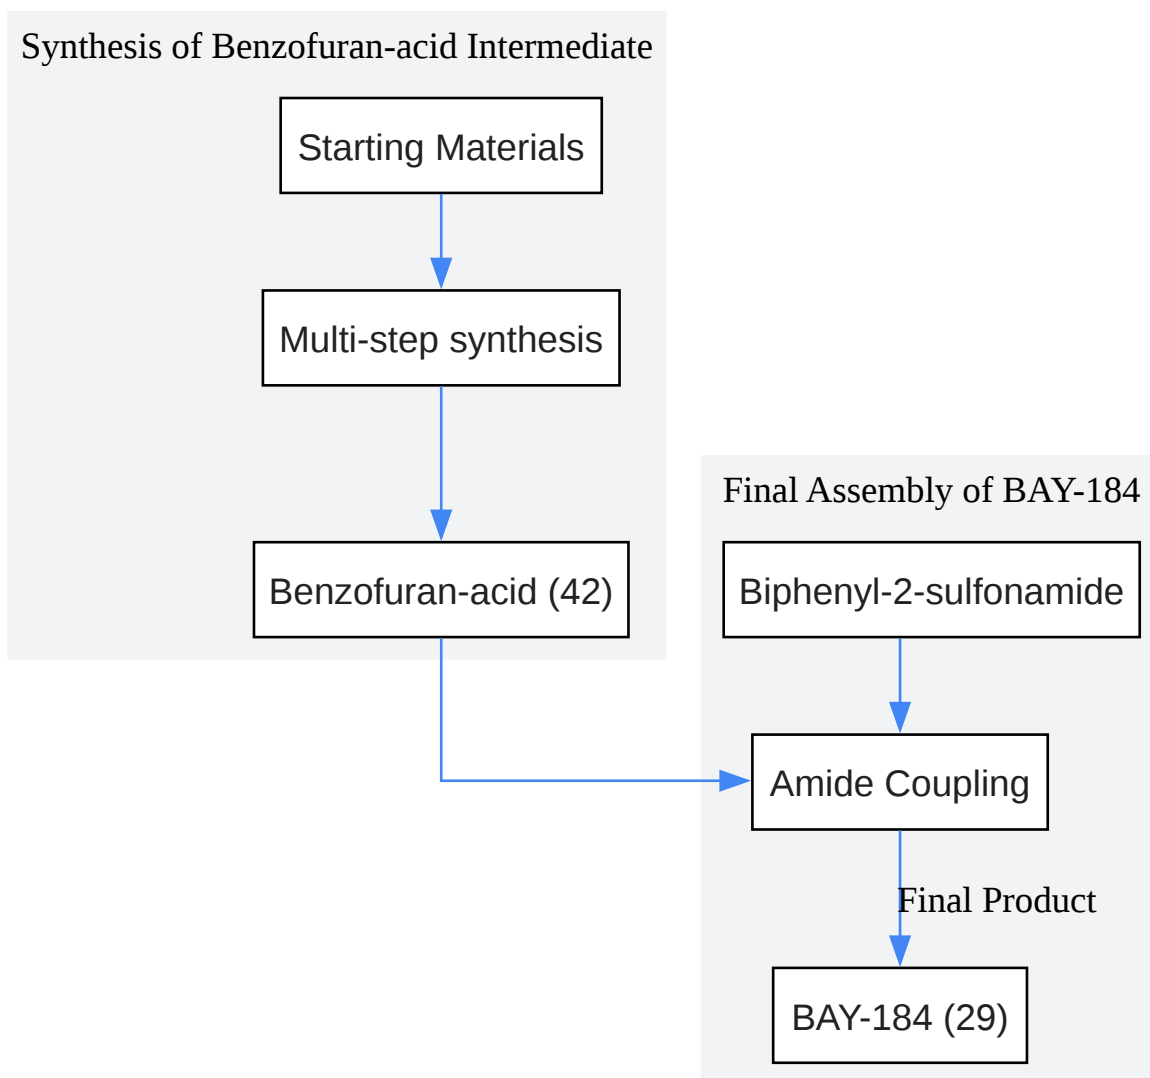 Synthesis of Benzofuran-acid Intermediate
Starting Materials
Multi-step synthesis
Benzofuran-acid (42)
Final Assembly of BAY-184
Biphenyl-2-sulfonamide
Amide Coupling
Final Product
BAY-184 (29)